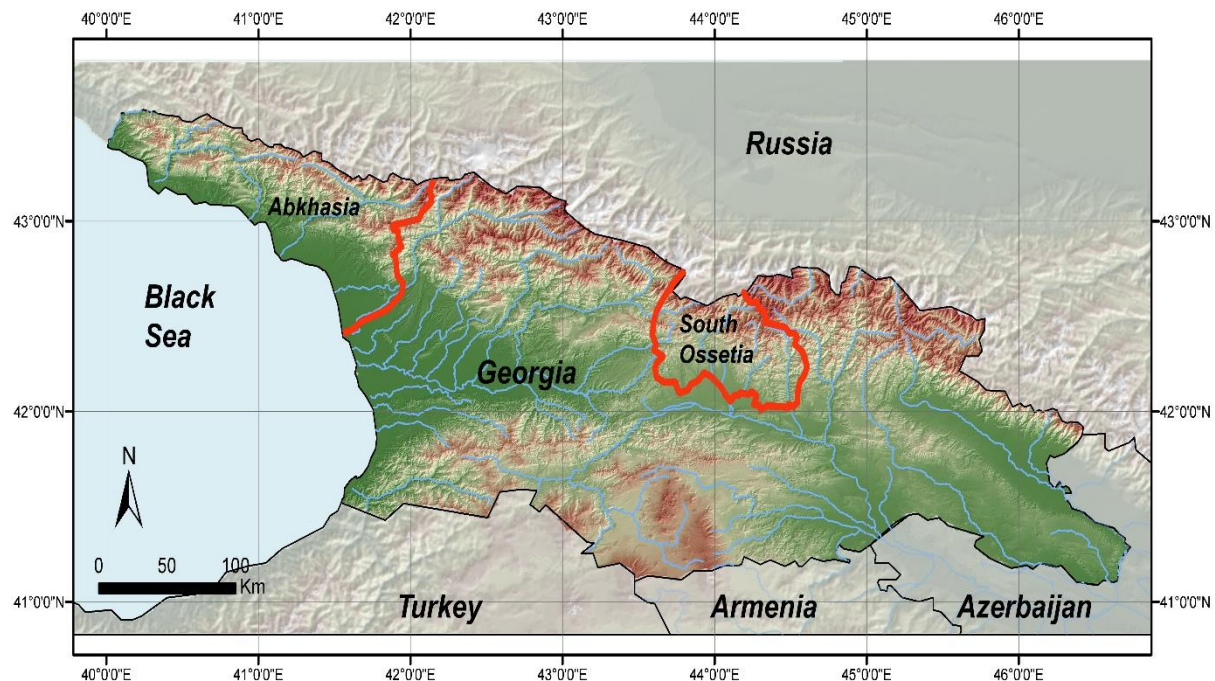 40°0'0"E 41°0'0"E 42°0'0"E 43°0'0"E 44°0'0"E 45°0'0"E 46°0'0"E
Russia
Abkhasia
43°0'0"N 43°0'0"N
Black
Sea
South
Ossetia
Georgia
42°0'0"N 42°0'0"N
N
0 50 100
Km
41°0'0"N 41°0'0"N
Turkey Armenia Azerbaijan
40°0'0"E 41°0'0"E 42°0'0"E 43°0'0"E 44°0'0"E 45°0'0"E 46°0'0"E